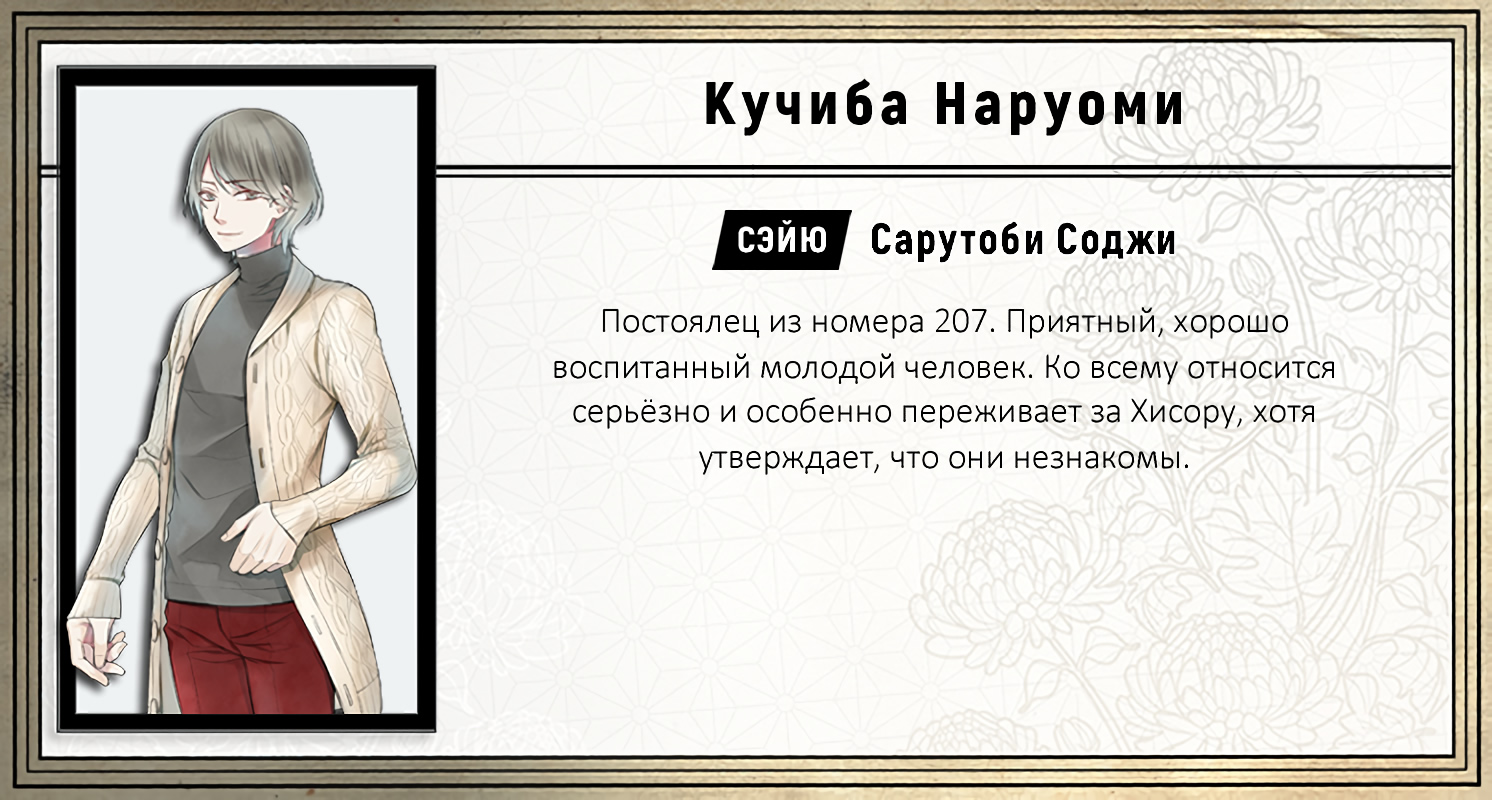 Кучиба Наруоми
СЭЙЮ Сарутоби Соджи
Постоялец из номера 207. Приятный, хорошо
воспитанный молодой человек. Ко всему относится
серьёзно и особенно переживает за Хисору, хотя
утверждает, что они незнакомы.